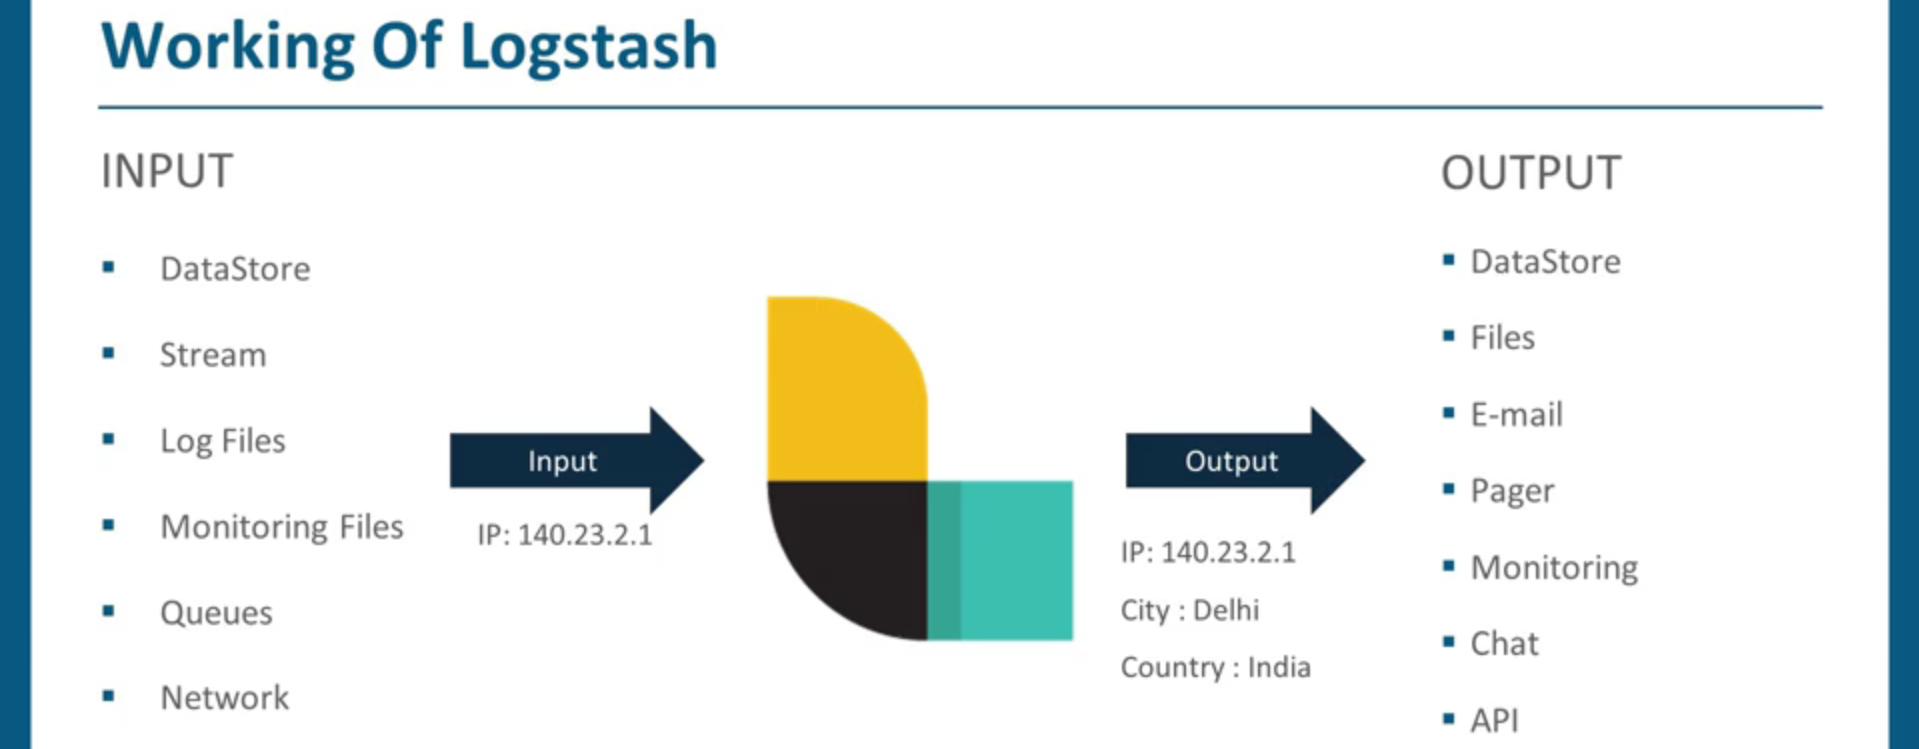 Working Of Logstash
INPUT
▪ DataStore
▪ Stream
▪ Log Files
▪ Monitoring Files
▪ Queues
▪ Network
Input
IP: 140.23.2.1
Output
IP: 140.23.2.1
City : Delhi
Country : India
OUTPUT
▪ DataStore
▪ Files
▪ E-mail
▪ Pager
▪ Monitoring
▪ Chat
▪ API